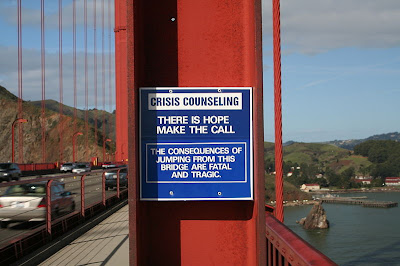 CRISIS COUNSELING
THERE IS HOPE
MAKE THE CALL
THE CONSEQUENCES OF
JUMPING FROM THIS
BRIDGE ARE FATAL
AND TRAGIC.